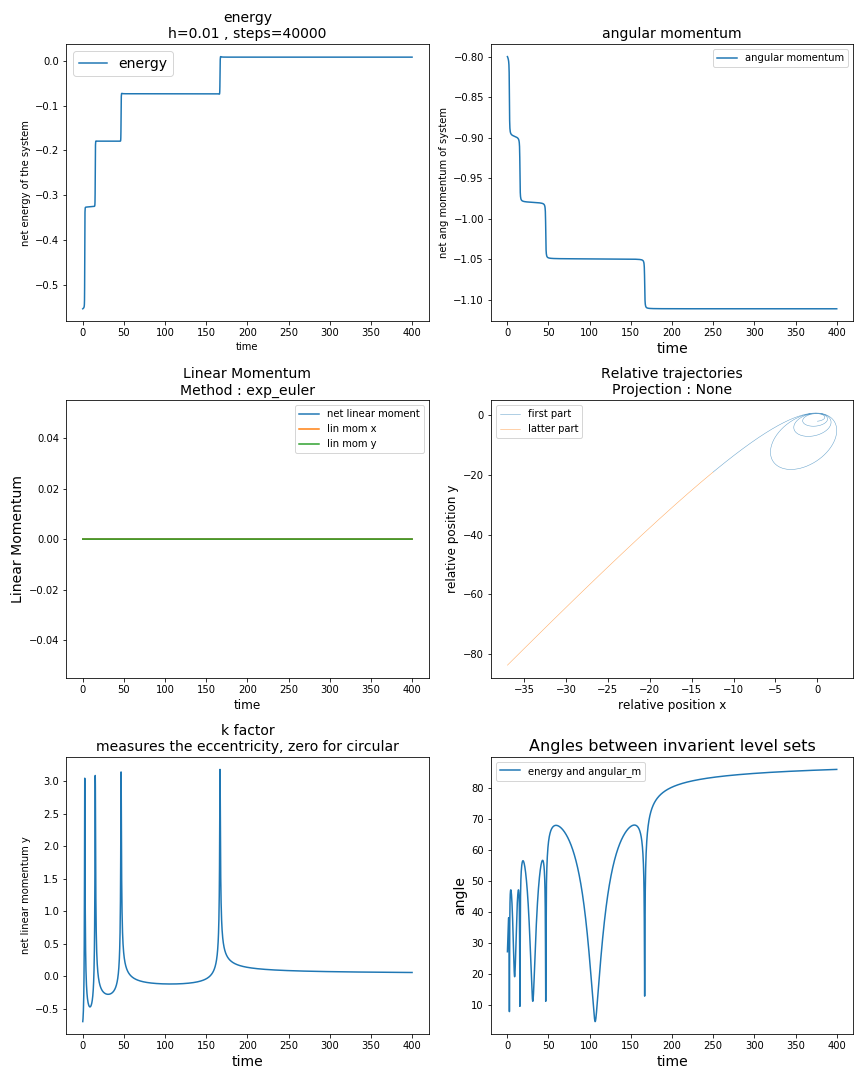 energy
h=0.01 , steps=40000
energy
net energy of the system
0.0
−0.1
−0.2
−0.3
−0.4
−0.5
0 50 100 150 200 250 300 350 400
time
angular momentum
angular momentum
net ang momentum of system
−0.80
−0.85
−0.90
−0.95
−1.00
−1.05
−1.10
0 50 100 150 200 250 300 350 400
time
Linear Momentum
Method : exp_euler
net linear moment
lin mom x
lin mom y
Linear Momentum
0.04
0.02
0.00
−0.02
−0.04
0 50 100 150 200 250 300 350 400
time
Relative trajectories
Projection : None
first part
latter part
relative position y
0
−20
−40
−60
−80
−35 −30 −25 −20 −15 −10 −5 0
relative position x
k factor
measures the eccentricity, zero for circular
net linear momentum y
3.0
2.5
2.0
1.5
1.0
0.5
0.0
−0.5
0 50 100 150 200 250 300 350 400
time
Angles between invarient level sets
energy and angular_m
angle
80
70
60
50
40
30
20
10
0 50 100 150 200 250 300 350 400
time